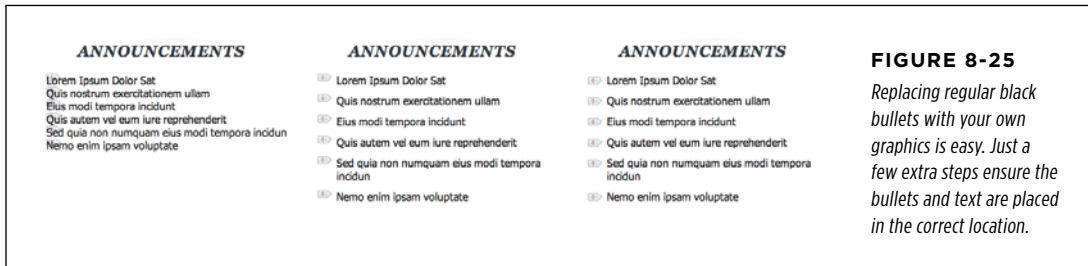 ANNOUNCEMENTS
Lorem Ipsum Dolor Sat
Quis nostrum exercitationem ullam
Eius modi tempora incidunt
Quis autem vel eum iure reprehenderit
Sed quia non numquam eius modi tempora incidun
Nemo enim ipsam voluptate
ANNOUNCEMENTS
Lorem Ipsum Dolor Sat
Quis nostrum exercitationem ullam
Eius modi tempora incidunt
Quis autem vel eum iure reprehenderit
Sed quia non numquam eius modi tempora
incidun
Nemo enim ipsam voluptate
ANNOUNCEMENTS
Lorem Ipsum Dolor Sat
Quis nostrum exercitationem ullam
Eius modi tempora incidunt
Quis autem vel eum iure reprehenderit
Sed quia non numquam eius modi tempora
incidun
Nemo enim ipsam voluptate
FIGURE 8-25
Replacing regular black
bullets with your own
graphics is easy. Just a
few extra steps ensure the
bullets and text are placed
in the correct location.